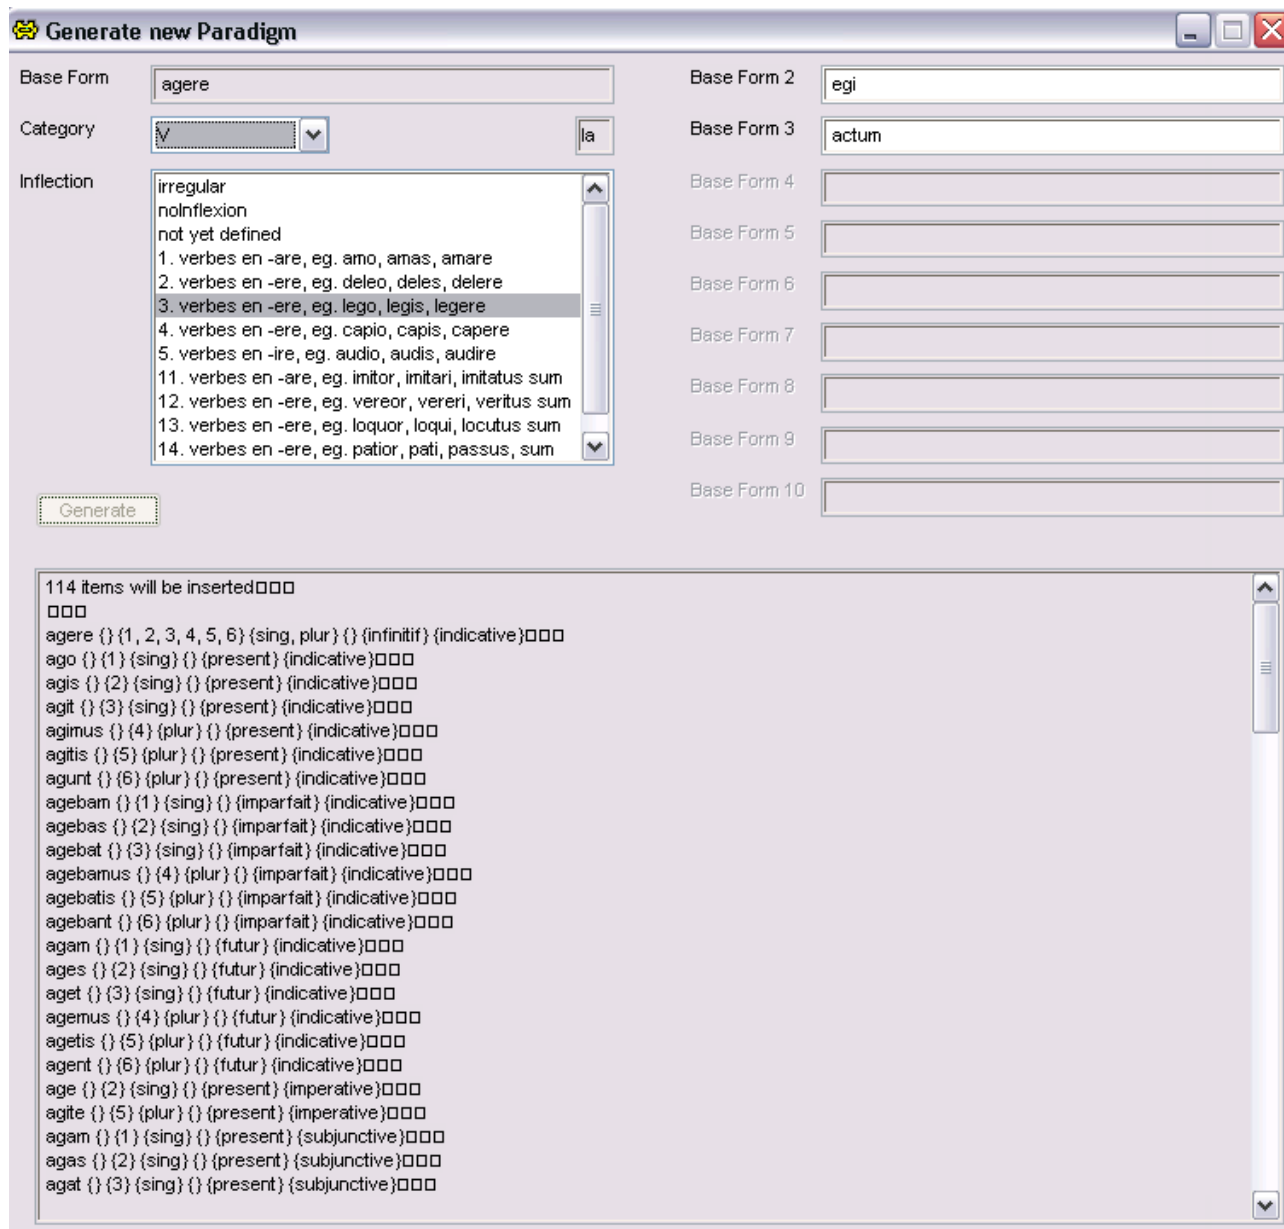 Generate new Paradigm
Base Form
agere
Category
V
la
Inflection
irregular
noInflexion
not yet defined
1. verbes en -are, eg. amo, amas, amare
2. verbes en -ere, eg. deleo, deles, delere
3. verbes en -ere, eg. lego, legis, legere
4. verbes en -ere, eg. capio, capis, capere
5. verbes en -ire, eg. audio, audis, audire
11. verbes en -are, eg. imitor, imitari, imitatus sum
12. verbes en -ere, eg. vereor, vereri, veritus sum
13. verbes en -ere, eg. loquor, loqui, locutus sum
14. verbes en -ere, eg. patior, pati, passus, sum
Base Form 2
egi
Base Form 3
actum
Base Form 4
Base Form 5
Base Form 6
Base Form 7
Base Form 8
Base Form 9
Base Form 10
Generate
114 items will be inserted□□□
□□□
agere {} {1, 2, 3, 4, 5, 6} {sing, plur} {} {infinitif} {indicative}□□□
ago {} {1} {sing} {} {present} {indicative}□□□
agis {} {2} {sing} {} {present} {indicative}□□□
agit {} {3} {sing} {} {present} {indicative}□□□
agimus {} {4} {plur} {} {present} {indicative}□□□
agitis {} {5} {plur} {} {present} {indicative}□□□
agunt {} {6} {plur} {} {present} {indicative}□□□
agebam {} {1} {sing} {} {imparfait} {indicative}□□□
agebas {} {2} {sing} {} {imparfait} {indicative}□□□
agebat {} {3} {sing} {} {imparfait} {indicative}□□□
agebamus {} {4} {plur} {} {imparfait} {indicative}□□□
agebatis {} {5} {plur} {} {imparfait} {indicative}□□□
agebant {} {6} {plur} {} {imparfait} {indicative}□□□
agam {} {1} {sing} {} {futur} {indicative}□□□
ages {} {2} {sing} {} {futur} {indicative}□□□
aget {} {3} {sing} {} {futur} {indicative}□□□
agemus {} {4} {plur} {} {futur} {indicative}□□□
agetis {} {5} {plur} {} {futur} {indicative}□□□
agent {} {6} {plur} {} {futur} {indicative}□□□
age {} {2} {sing} {} {present} {imperative}□□□
agite {} {5} {plur} {} {present} {imperative}□□□
agam {} {1} {sing} {} {present} {subjunctive}□□□
agas {} {2} {sing} {} {present} {subjunctive}□□□
agat {} {3} {sing} {} {present} {subjunctive}□□□